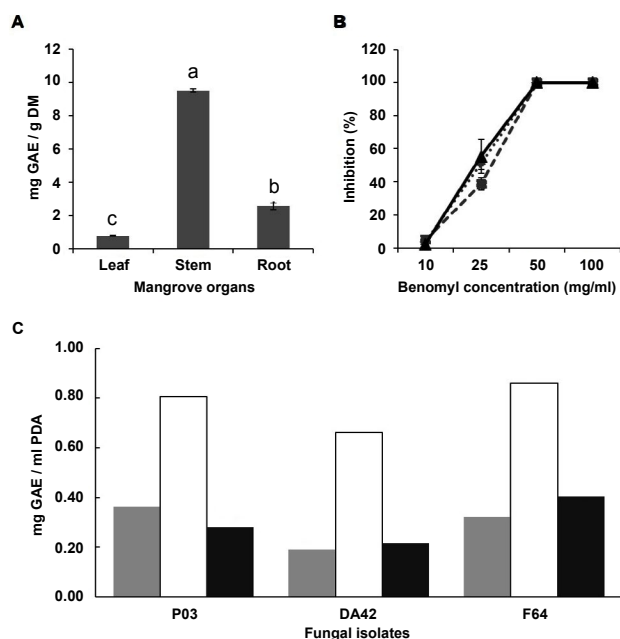 A
12
10
8
6
4
2
0
mg GAE / g DM
a
b
c
Leaf Stem Root
Mangrove organs
B
120
100
80
60
40
20
0
Inhibition (%)
10 25 50 100
Benomyl concentration (mg/ml)
C
1.00
0.80
0.60
0.40
0.20
0.00
mg GAE / ml PDA
P03 DA42 F64
Fungal isolates